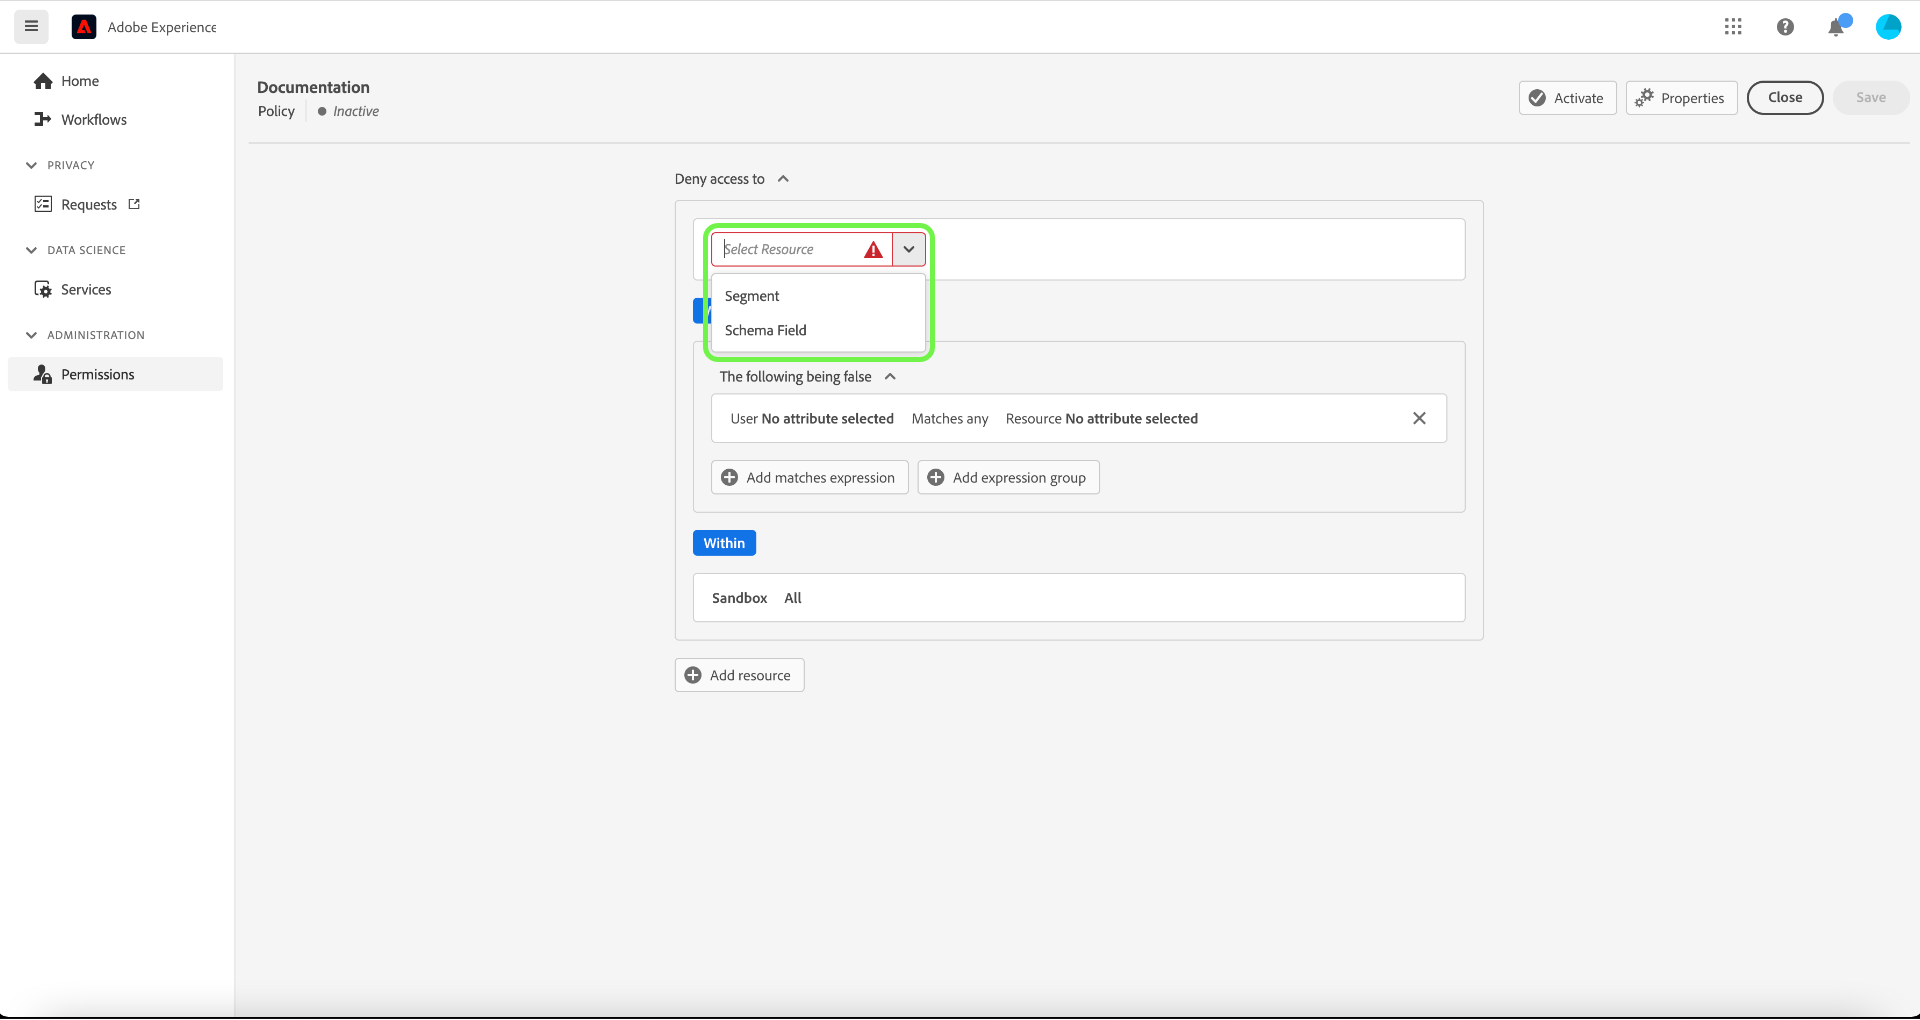 Adobe Experience
Home
Workflows
PRIVACY
Requests
DATA SCIENCE
Services
ADMINISTRATION
Permissions
Documentation
Policy Inactive
Activate Properties Close Save
Deny access to
Select Resource
Segment
Schema Field
The following being false
User No attribute selected Matches any Resource No attribute selected
Add matches expression Add expression group
Within
Sandbox All
Add resource